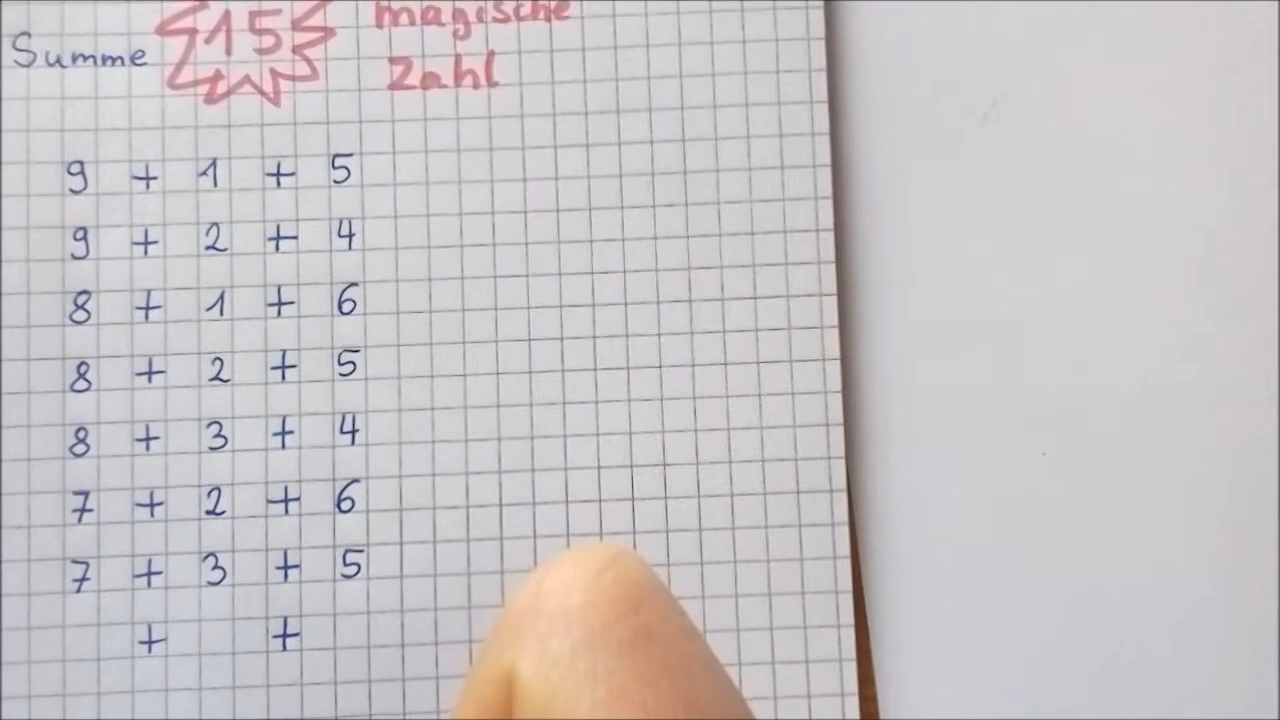 Summe 15 magische
Zahl
9 + 1 + 5
9 + 2 + 4
8 + 1 + 6
8 + 2 + 5
8 + 3 + 4
7 + 2 + 6
7 + 3 + 5
+ +